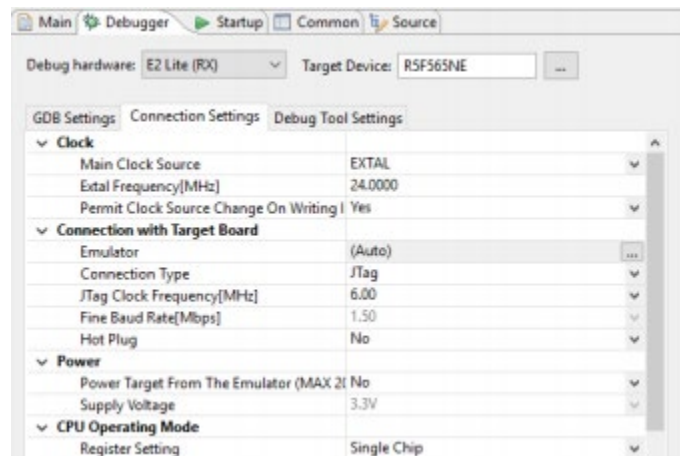 Main Debugger Startup Common Source
Debug hardware: E2 Lite (RX) Target Device: R5F565NE ...
GDB Settings Connection Settings Debug Tool Settings
Clock
Main Clock Source EXTAL
Extal Frequency[MHz] 24.0000
Permit Clock Source Change On Writing I Yes
Connection with Target Board
Emulator (Auto) ...
Connection Type JTag
JTag Clock Frequency[MHz] 6.00
Fine Baud Rate[Mbps] 1.50
Hot Plug No
Power
Power Target From The Emulator (MAX 20 No
Supply Voltage 3.3V
CPU Operating Mode
Register Setting Single Chip